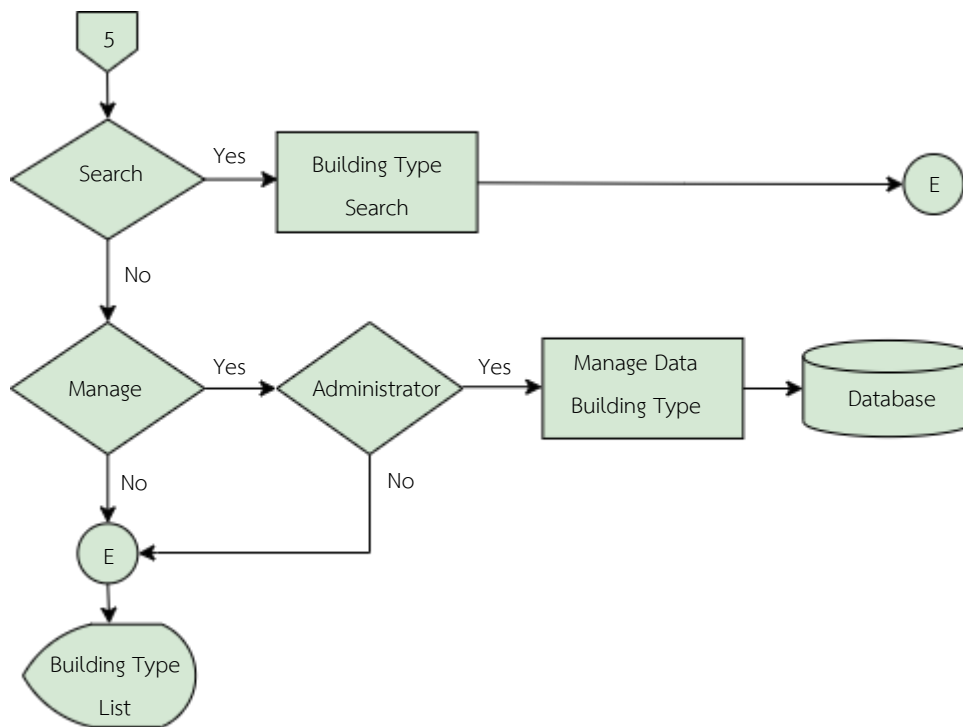 5
Search
Yes
Building Type
Search
E
No
Manage
Yes
Administrator
Yes
Manage Data
Building Type
Database
No
No
E
Building Type
List